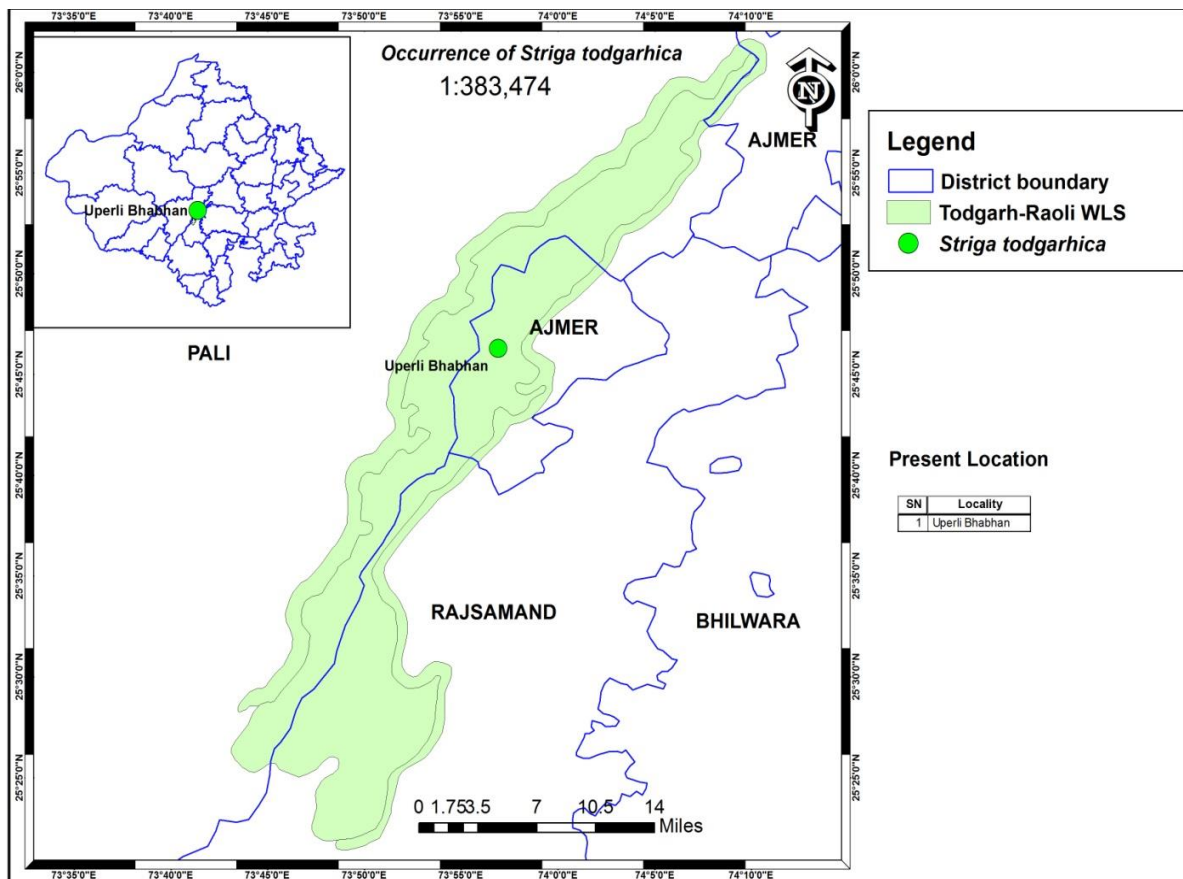 73°35'0"E 73°40'0"E 73°45'0"E 73°50'0"E 73°55'0"E 74°0'0"E 74°5'0"E 74°10'0"E
Occurrence of Striga todgarhica
1:383,474
N
Uperli Bhabhan
AJMER
AJMER
Uperli Bhabhan
PALI
RAJSAMAND
BHILWARA
0 1.75 3.5 7 10.5 14
Miles
26°0'0"N
25°55'0"N
25°50'0"N
25°45'0"N
25°40'0"N
25°35'0"N
25°30'0"N
25°25'0"N
26°0'0"N
25°55'0"N
25°50'0"N
25°45'0"N
25°40'0"N
25°35'0"N
25°30'0"N
25°25'0"N
73°35'0"E 73°40'0"E 73°45'0"E 73°50'0"E 73°55'0"E 74°0'0"E 74°5'0"E 74°10'0"E
Legend
District boundary
Todgarh-Raoli WLS
Striga todgarhica
Present Location
SN Locality
1 Uperli Bhabhan